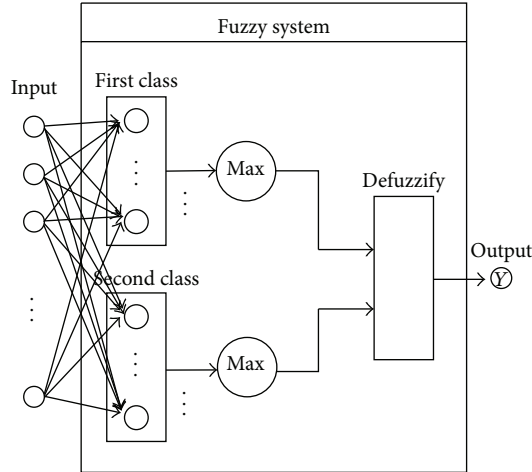 Fuzzy system
Input
First class
Max
Defuzzify
Output
Y
Second class
Max